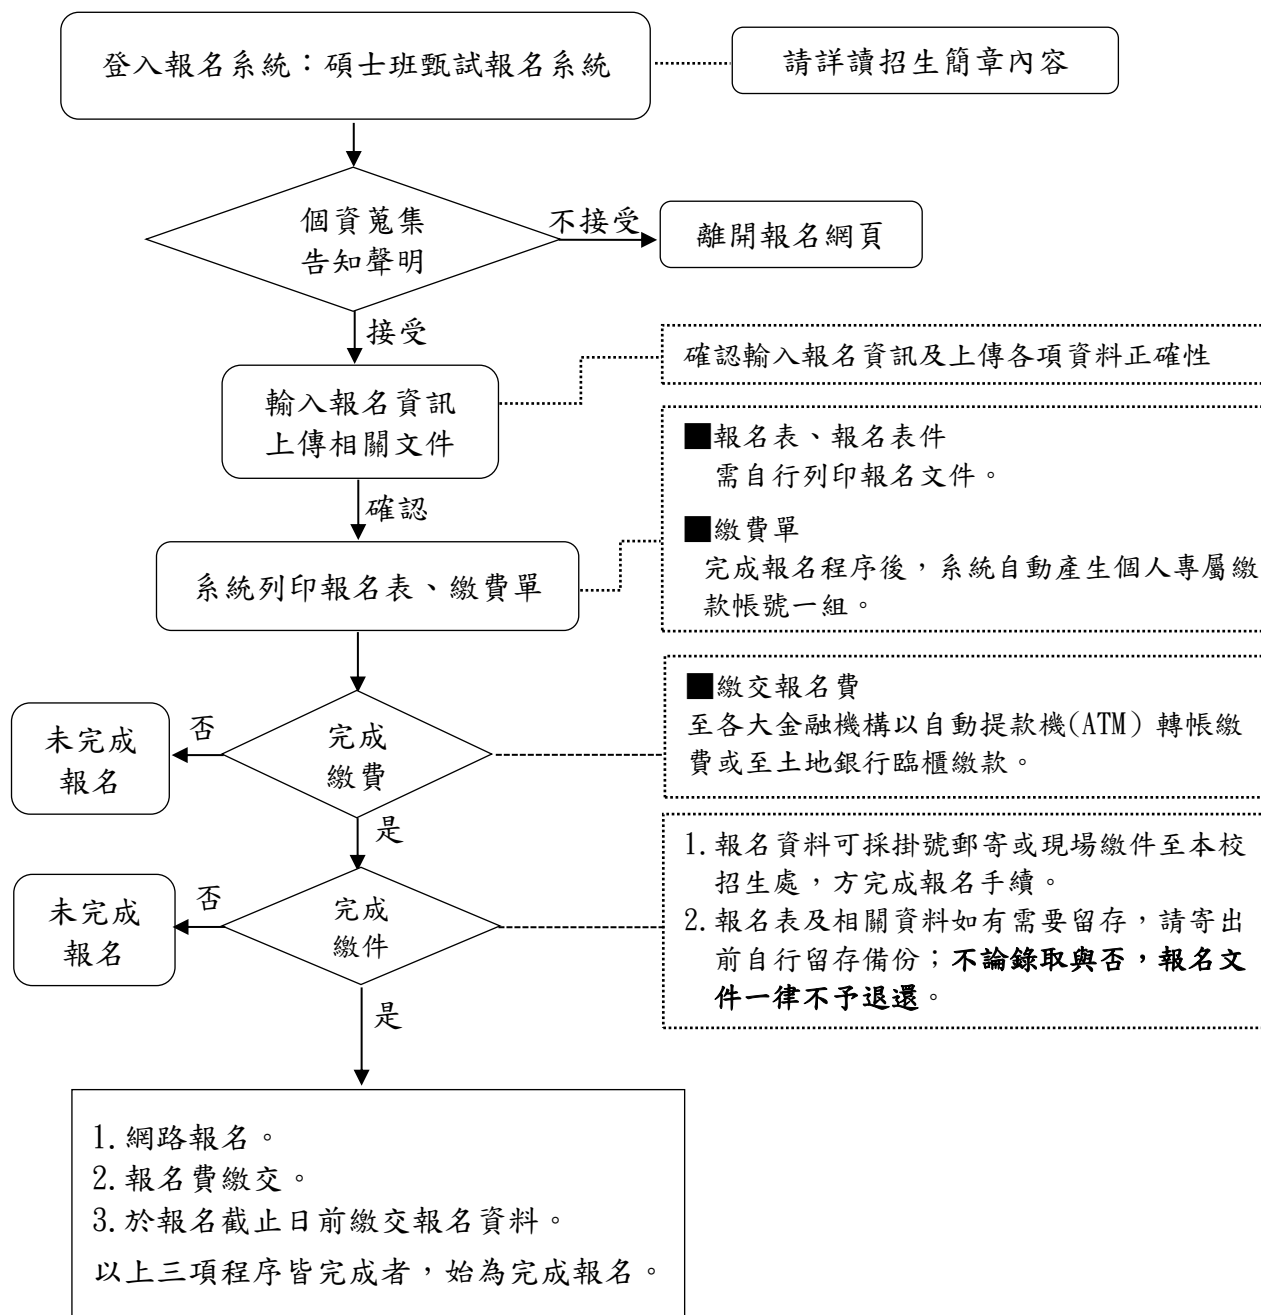 登入報名系統：碩士班甄試報名系統
請詳讀招生簡章內容
個資蒐集
告知聲明
不接受
離開報名網頁
接受
確認輸入報名資訊及上傳各項資料正確性
輸入報名資訊
上傳相關文件
■報名表、報名表件
需自行列印報名文件。
確認
■繳費單
完成報名程序後，系統自動產生個人專屬繳
款帳號一組。
系統列印報名表、繳費單
■繳交報名費
至各大金融機構以自動提款機(ATM) 轉帳繳
費或至土地銀行臨櫃繳款。
未完成
報名
否
完成
繳費
是
1.報名資料可採掛號郵寄或現場繳件至本校
招生處，方完成報名手續。
2.報名表及相關資料如有需要留存，請寄出
前自行留存備份；不論錄取與否，報名文
件一律不予退還。
未完成
報名
否
完成
繳件
是
1.網路報名。
2.報名費繳交。
3.於報名截止日前繳交報名資料。
以上三項程序皆完成者，始為完成報名。